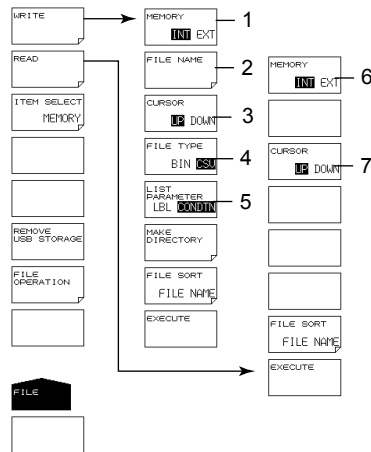 WRITE
READ
ITEM SELECT
MEMORY
REMOVE
USB STORAGE
FILE
OPERATION
FILE
MEMORY
INT EXT
1
FILE NAME
2
CURSOR
UP DOWN
3
FILE TYPE
BIN CSV
4
LIST
PARAMETER
LBL CONDTN
5
MAKE
DIRECTORY
FILE SORT
FILE NAME
EXECUTE
MEMORY
INT EXT
6
CURSOR
UP DOWN
7
FILE SORT
FILE NAME
EXECUTE